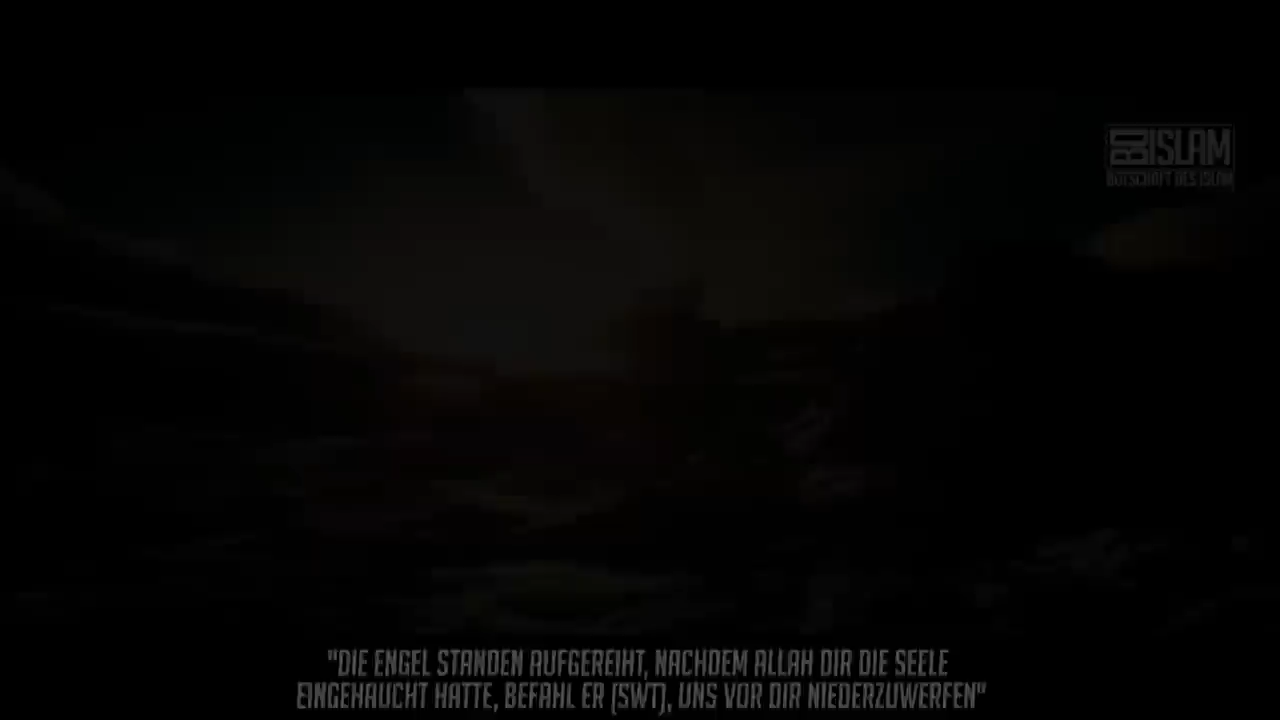 BDISLAM
BOTSCHAFT DES ISLAM
"DIE ENGEL STANDEN AUFGEREIHT, NACHDEM ALLAH DIR DIE SEELE
EINGEHAUCHT HATTE, BEFAHL ER (SWT), UNS VOR DIR NIEDERZUWERFEN"